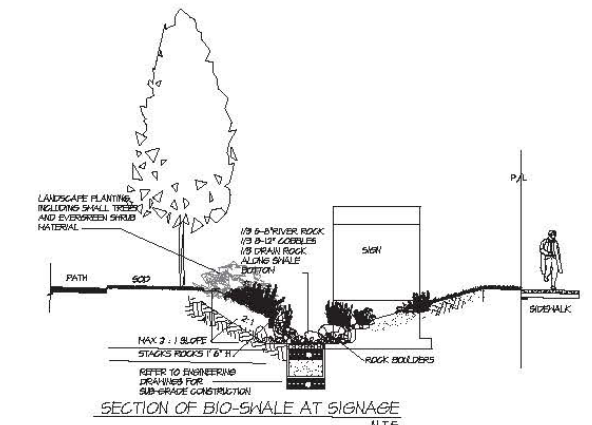 LANDSCAPE PLANTING
INCLUDING SMALL TREES
AND EVERGREEN SHRUB
MATERIAL
1/3 6-8" RIVER ROCK
1/3 8-12" COBBLES
1/3 DRAIN ROCK
ALONG SWALE
BOTTOM
P/L
SIGN
PATH
SOD
SIDEWALK
2:1
MAX 2 : 1 SLOPE
STACKS ROCKS 1' 6" H
ROCK BOULDERS
REFER TO ENGINEERING
DRAWINGS FOR
SUB-GRADE CONSTRUCTION
SECTION OF BIO-SWALE AT SIGNAGE
N.T.S.